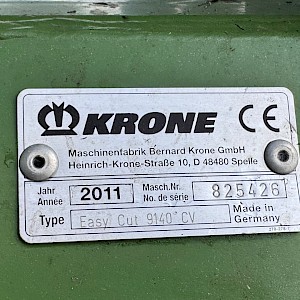 KRONE CE
Maschinenfabrik Bernard Krone GmbH
Heinrich-Krone-Straße 10, D 48480 Spelle
Jahr Année 2011 Masch.Nr. No. de série 825426
Type Easy Cut 9140 CV Made in Germany